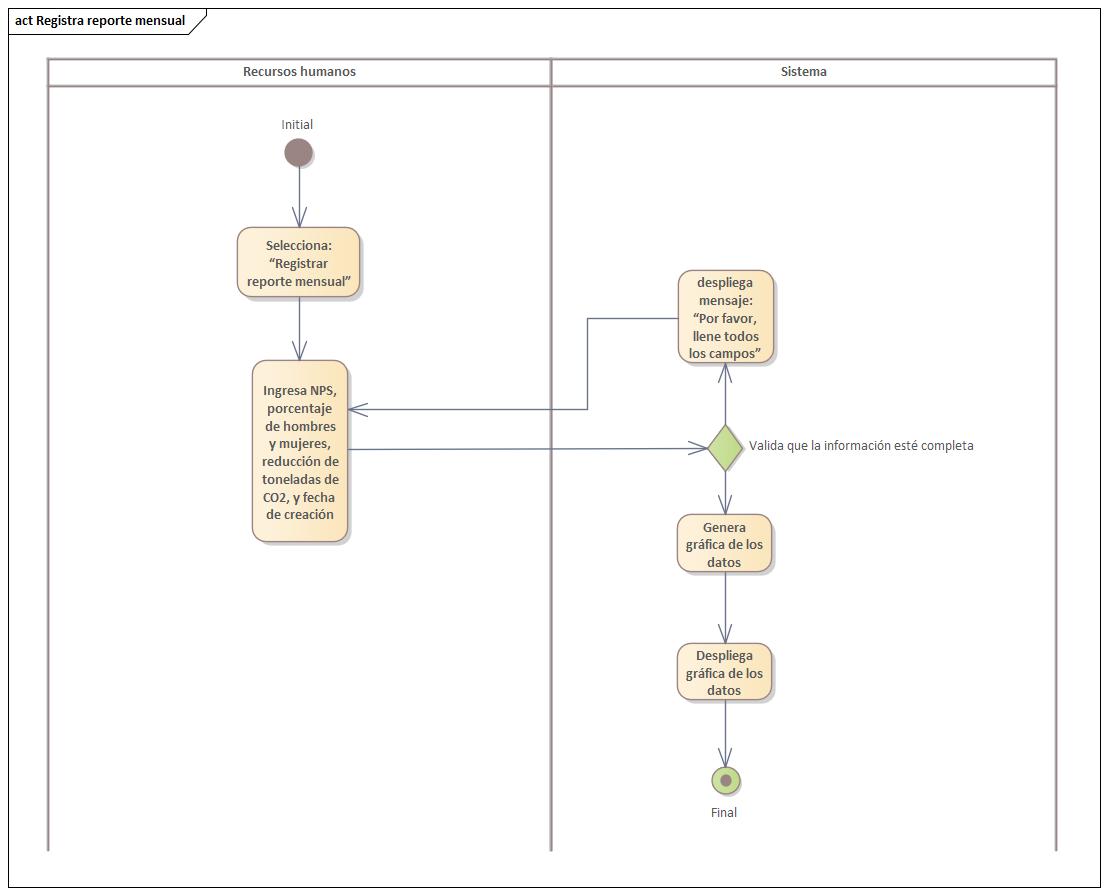 act Registra reporte mensual
Recursos humanos
Sistema
Initial
Selecciona:
“Registrar
reporte mensual”
despliega
mensaje:
“Por favor,
llene todos
los campos”
Ingresa NPS,
porcentaje
de hombres
y mujeres,
reducción de
toneladas de
CO2, y fecha
de creación
Valida que la información esté completa
Genera
gráfica de los
datos
Despliega
gráfica de los
datos
Final